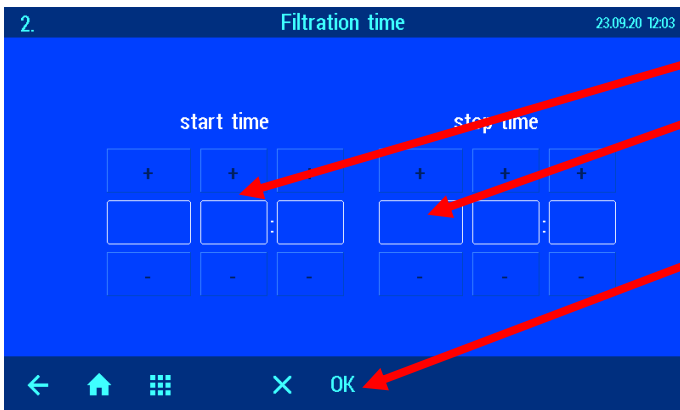 2. Filtration time 23.09.20 12:03
start time stop time
+ + + + + +
: :
- - - - - -
OK